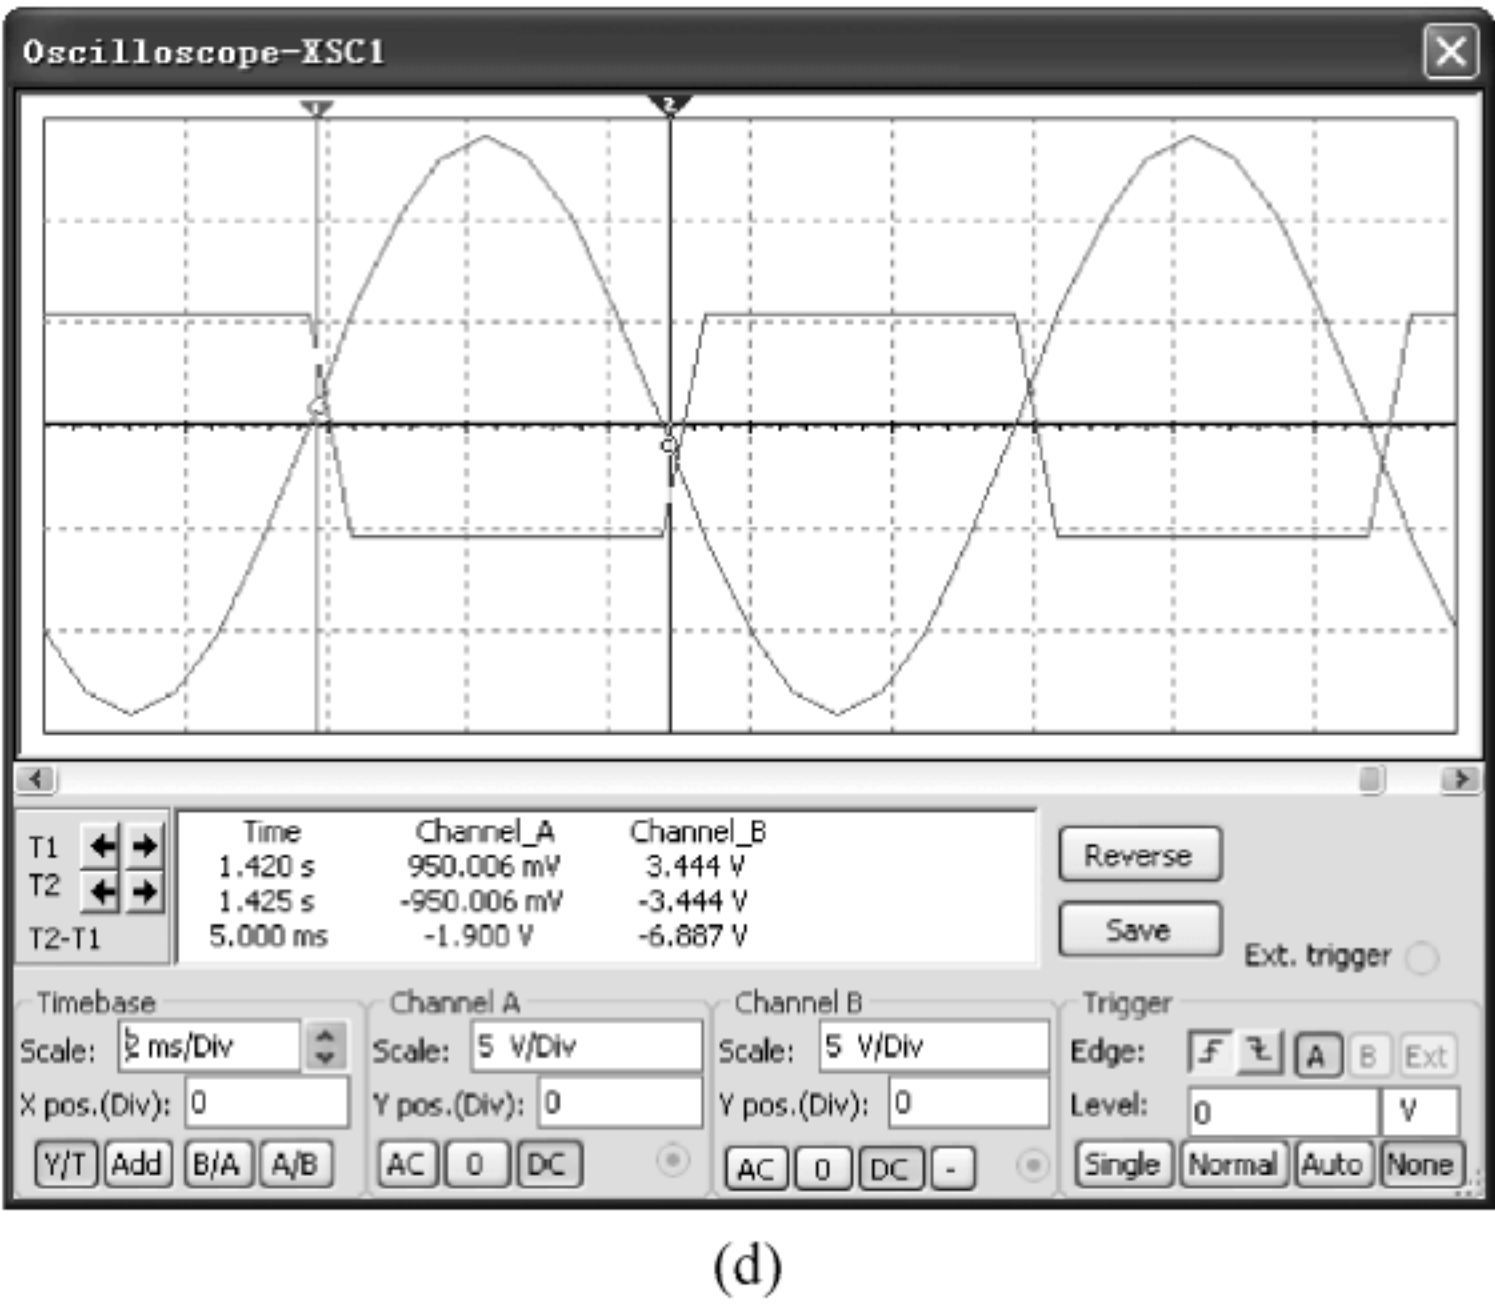 Oscilloscope-XSC1
1
2
Time Channel_A Channel_B
T1 1.420 s 950.006 mV 3.444 V
T2 1.425 s -950.006 mV -3.444 V
T2-T1 5.000 ms -1.900 V -6.887 V
Reverse
Save
Ext. trigger
Timebase
Scale: 2 ms/Div
X pos.(Div): 0
Y/T Add B/A A/B
Channel A
Scale: 5 V/Div
Y pos.(Div): 0
AC 0 DC
Channel B
Scale: 5 V/Div
Y pos.(Div): 0
AC 0 DC -
Trigger
Edge: A B Ext
Level: 0 V
Single Normal Auto None
(d)